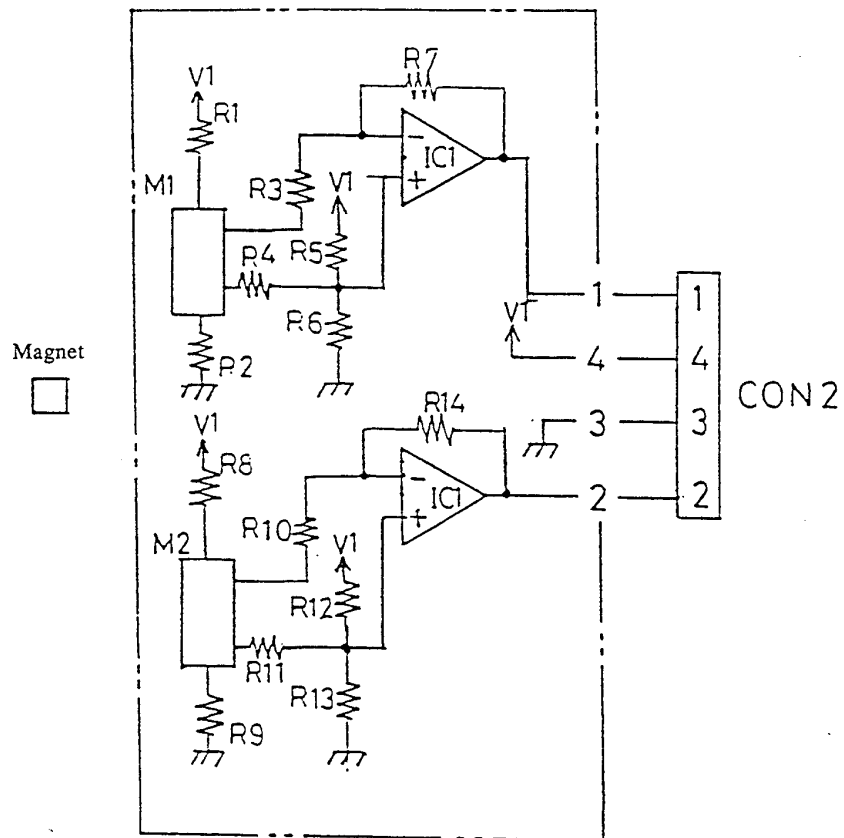 R7
V1
R1
IC1
M1
R3
V1
R4
R5
1
1
R6
V1
Magnet
R2
4
4
CON2
V1
R14
3
3
R8
IC1
2
2
R10
V1
M2
R12
R11
R13
R9